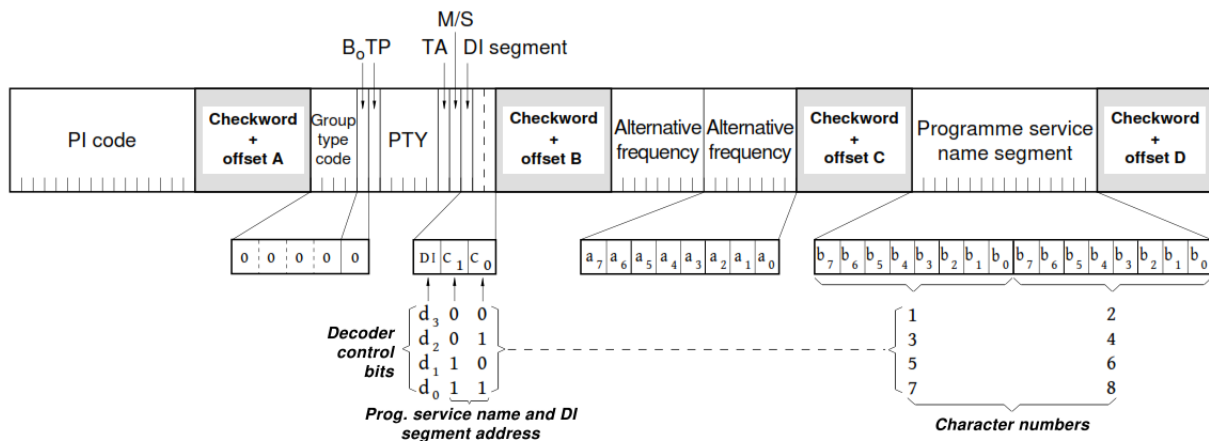 M/S
B₀TP TA DI segment
PI code
Checkword
+
offset A
Group
type
code
PTY
Checkword
+
offset B
Alternative
frequency
Alternative
frequency
Checkword
+
offset C
Programme service
name segment
Checkword
+
offset D
0 0 0 0 0
DI C₁ C₀
a₇ a₆ a₅ a₄ a₃ a₂ a₁ a₀
b₇ b₆ b₅ b₄ b₃ b₂ b₁ b₀ b₇ b₆ b₅ b₄ b₃ b₂ b₁ b₀
Decoder
control
bits
d₃ 0 0
d₂ 0 1
d₁ 1 0
d₀ 1 1
1 2
3 4
5 6
7 8
Prog. service name and DI
segment address
Character numbers